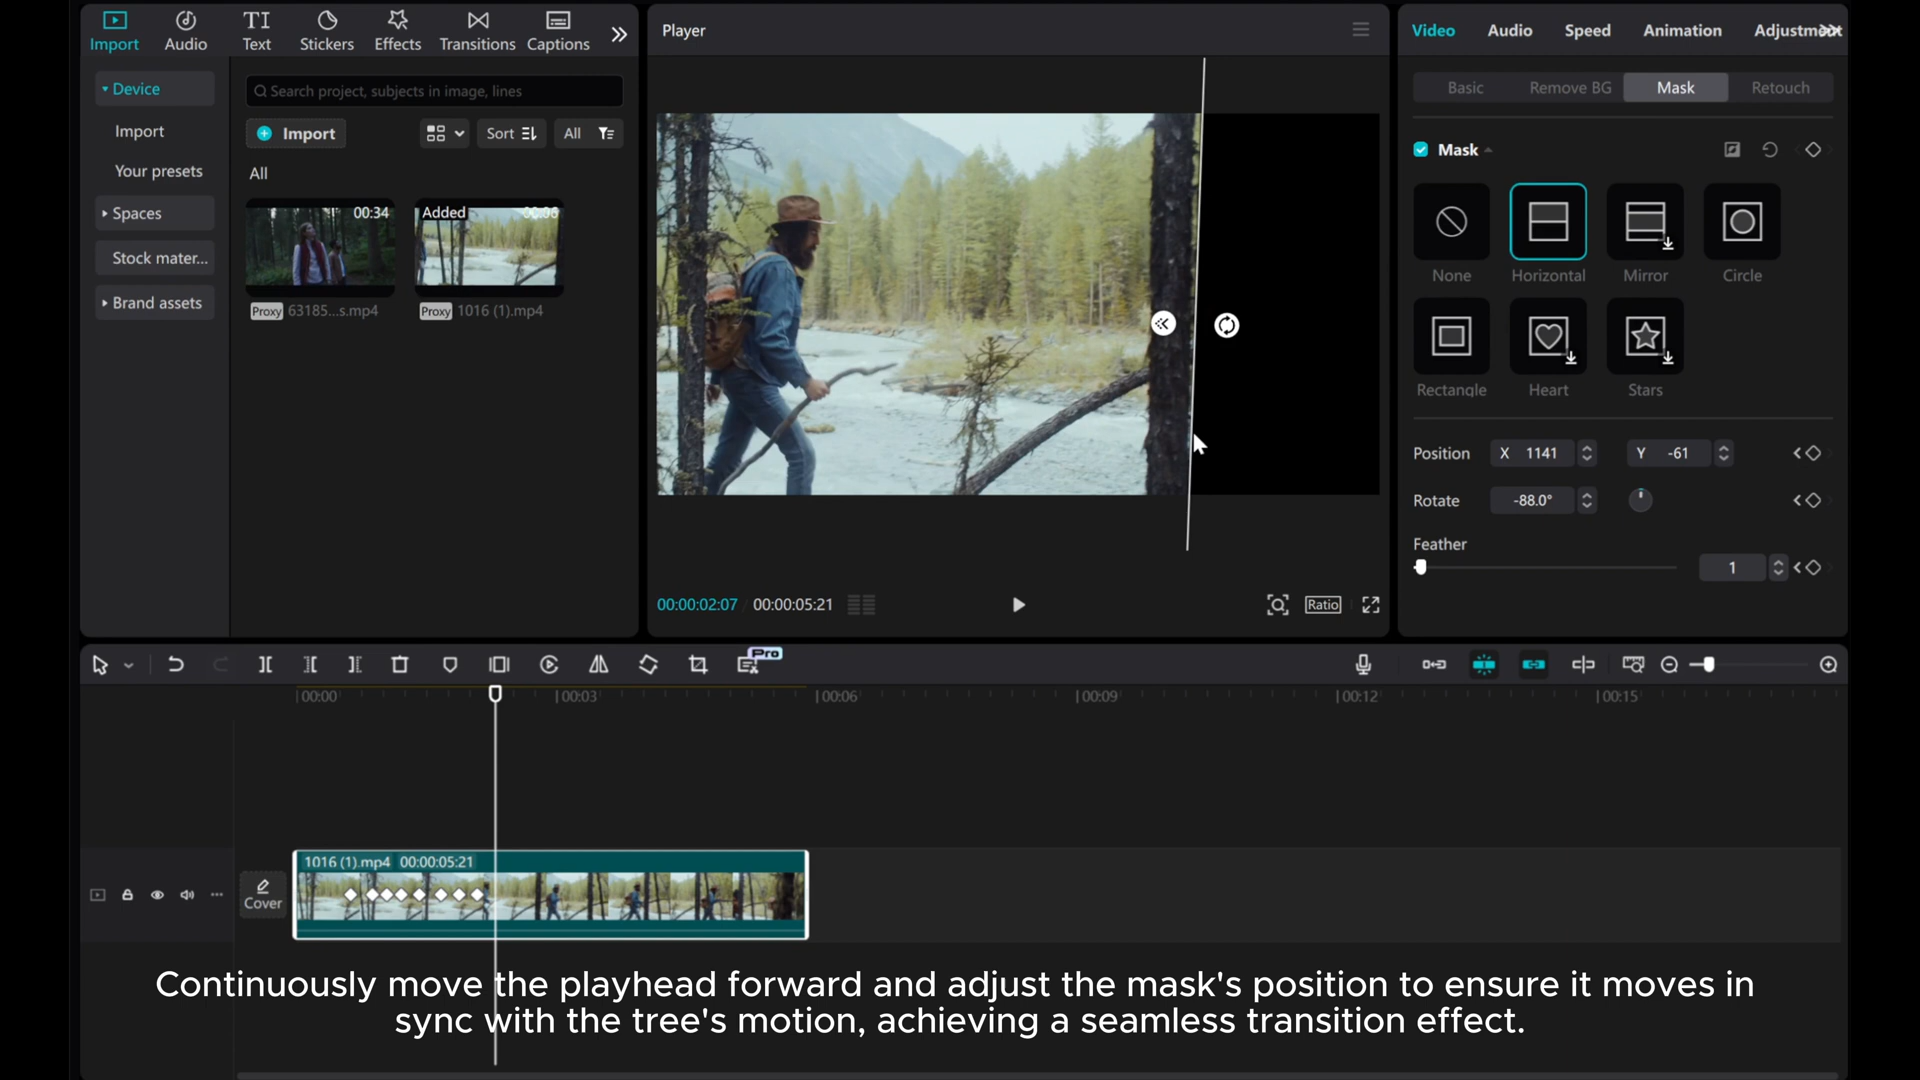 Import
Audio
TI
Text
Stickers
Effects
Transitions
Captions
Device
Import
Your presets
Spaces
Stock mater...
Brand assets
Search project, subjects in image, lines
Import
Sort
All
All
00:34
Proxy 63185...s.mp4
Added
00:06
Proxy 1016 (1).mp4
Player
00:00:02:07 00:00:05:21
Ratio
Video
Audio
Speed
Animation
Adjustment
Basic
Remove BG
Mask
Retouch
Mask
None
Horizontal
Mirror
Circle
Rectangle
Heart
Stars
Position X 1141 Y -61
Rotate -88.0°
Feather
1
Pro
00:00
00:03
00:06
00:09
00:12
00:15
Cover
1016 (1).mp4 00:00:05:21
Continuously move the playhead forward and adjust the mask's position to ensure it moves in
sync with the tree's motion, achieving a seamless transition effect.